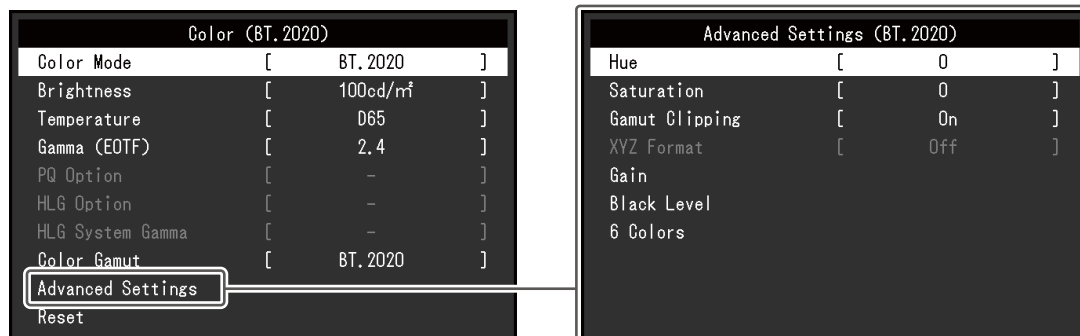 Color (BT.2020)
Color Mode [ BT.2020 ]
Brightness [ 100cd/㎡ ]
Temperature [ D65 ]
Gamma (EOTF) [ 2.4 ]
PQ Option [ – ]
HLG Option [ – ]
HLG System Gamma [ – ]
Color Gamut [ BT.2020 ]
Advanced Settings
Reset
Advanced Settings (BT.2020)
Hue [ 0 ]
Saturation [ 0 ]
Gamut Clipping [ On ]
XYZ Format [ Off ]
Gain
Black Level
6 Colors